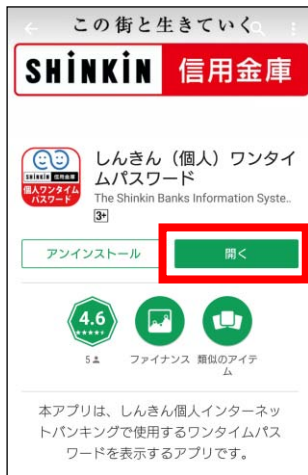 この街と生きていく
SHINKIN 信用金庫
SHINKIN 信用金庫
個人ワンタイム
パスワード
しんきん（個人）ワンタイ
ムパスワード
The Shinkin Banks Information Syste..
3+
アンインストール
開く
4.6
5
ファイナンス
類似のアイテ
ム
本アプリは、しんきん個人インターネッ
トバンキングで使用するワンタイムパス
ワードを表示するアプリです。